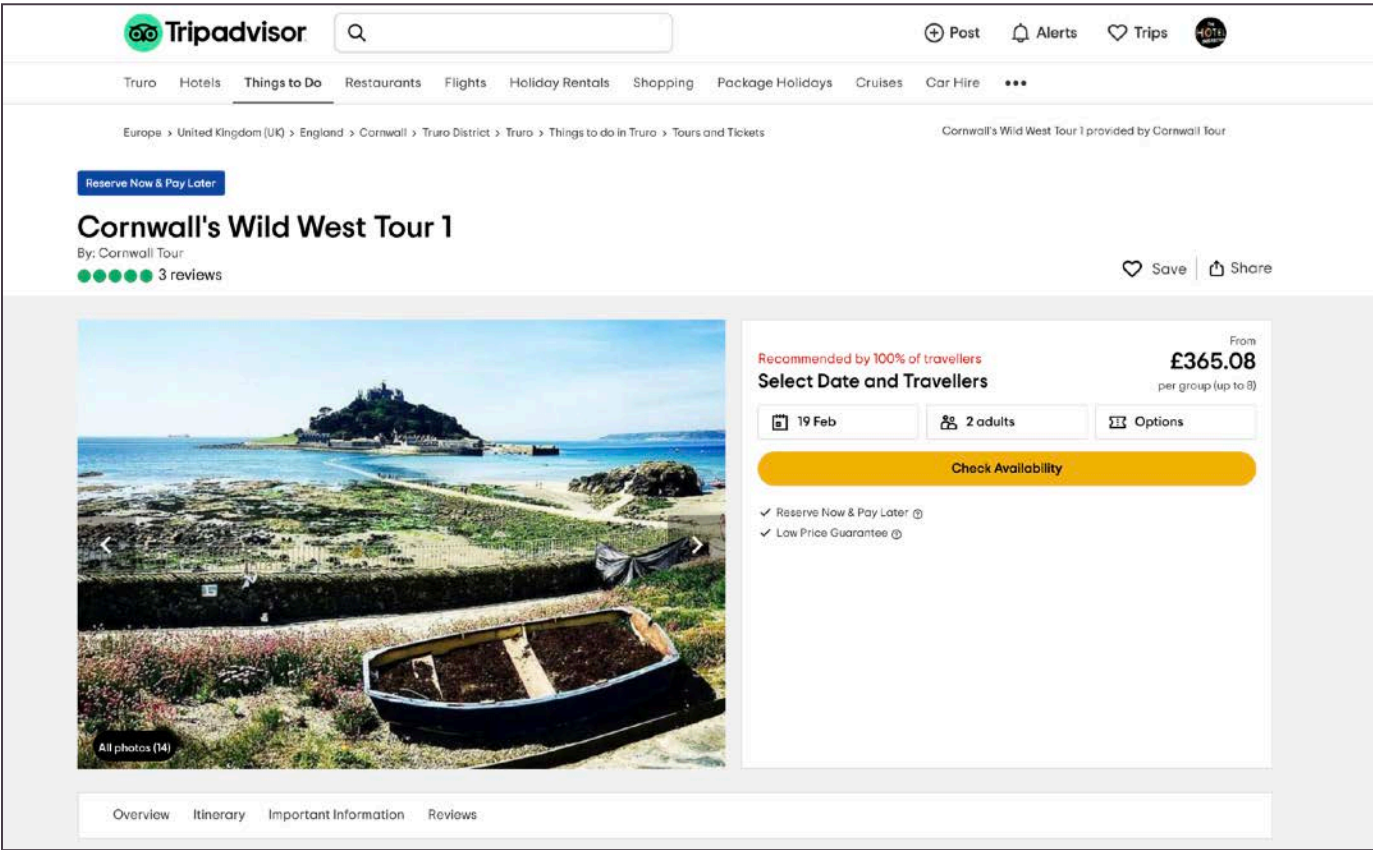 Tripadvisor
Post Alerts Trips THE HOTEL
Truro Hotels Things to Do Restaurants Flights Holiday Rentals Shopping Package Holidays Cruises Car Hire •••
Europe > United Kingdom (UK) > England > Cornwall > Truro District > Truro > Things to do in Truro > Tours and Tickets
Cornwall's Wild West Tour 1 provided by Cornwall Tour
Reserve Now & Pay Later
Cornwall's Wild West Tour 1
By: Cornwall Tour
3 reviews
Save Share
From
Recommended by 100% of travellers
£365.08
Select Date and Travellers
per group (up to 8)
19 Feb 2 adults Options
Check Availability
Reserve Now & Pay Later
Low Price Guarantee
All photos (14)
Overview Itinerary Important Information Reviews